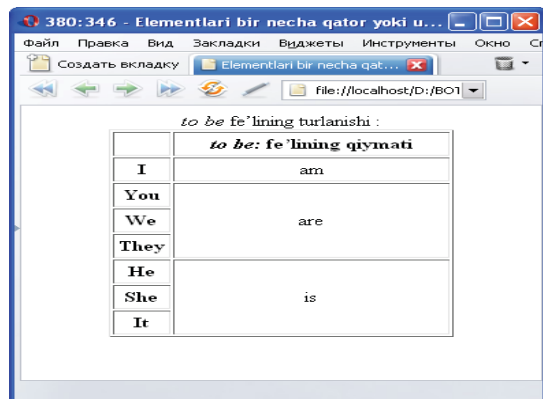 380:346 - Elementlari bir necha qator yoki u...
Файл Правка Вид Закладки Виджеты Инструменты Окно Сп
Создать вкладку Elementlari bir necha qat...
file://localhost/D:/BO1
to be fe’lining turlanishi :
to be: fe’lining qiymati
I am
You
We are
They
He
She is
It